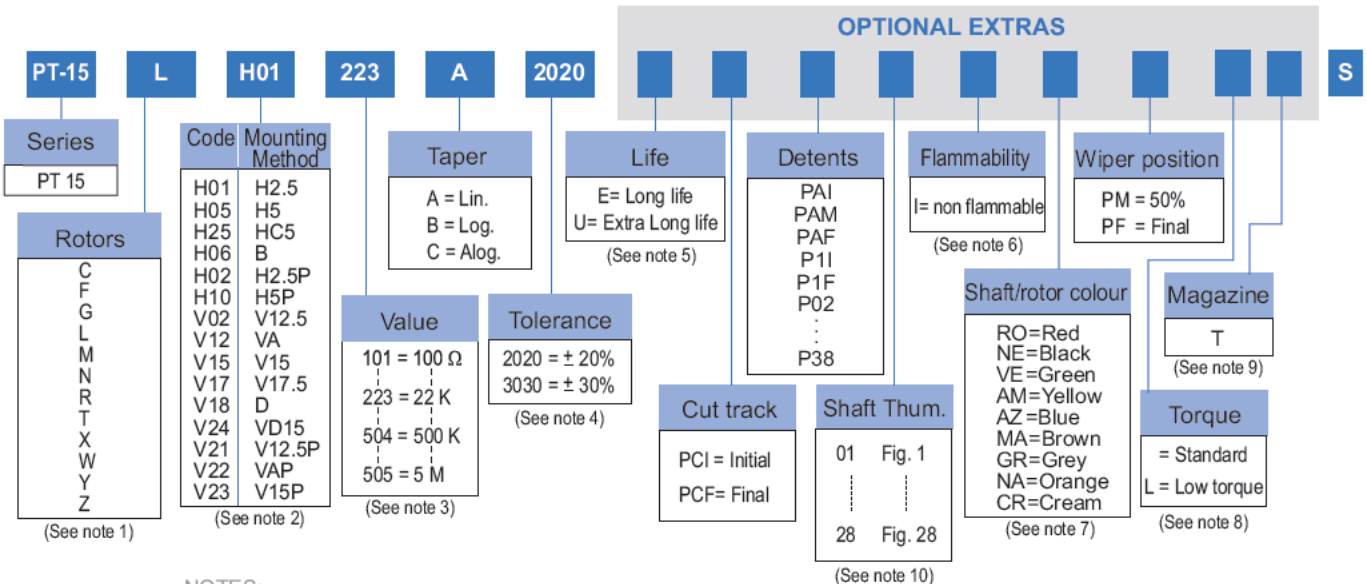 OPTIONAL EXTRAS
PT-15 L H01 223 A 2020 S
Series
PT 15
Rotors
C
F
G
L
M
N
R
T
X
W
Y
Z
(See note 1)
Code Mounting Method
H01 H2.5
H05 H5
H25 HC5
H06 B
H02 H2.5P
H10 H5P
V02 V12.5
V12 VA
V15 V15
V17 V17.5
V18 D
V24 VD15
V21 V12.5P
V22 VAP
V23 V15P
(See note 2)
Value
101 = 100 Ω
223 = 22 K
504 = 500 K
505 = 5 M
(See note 3)
Taper
A = Lin.
B = Log.
C = Alog.
Tolerance
2020 = ± 20%
3030 = ± 30%
(See note 4)
Life
E= Long life
U= Extra Long life
(See note 5)
Cut track
PCI = Initial
PCF= Final
Detents
PAI
PAM
PAF
P1I
P1F
P02
:
P38
Shaft Thum.
01 Fig. 1
28 Fig. 28
(See note 10)
Flammability
I= non flammable
(See note 6)
Shaft/rotor colour
RO=Red
NE=Black
VE=Green
AM=Yellow
AZ=Blue
MA=Brown
GR=Grey
NA=Orange
CR=Cream
(See note 7)
Wiper position
PM = 50%
PF = Final
Torque
= Standard
L = Low torque
(See note 8)
Magazine
T
(See note 9)
NOTES: